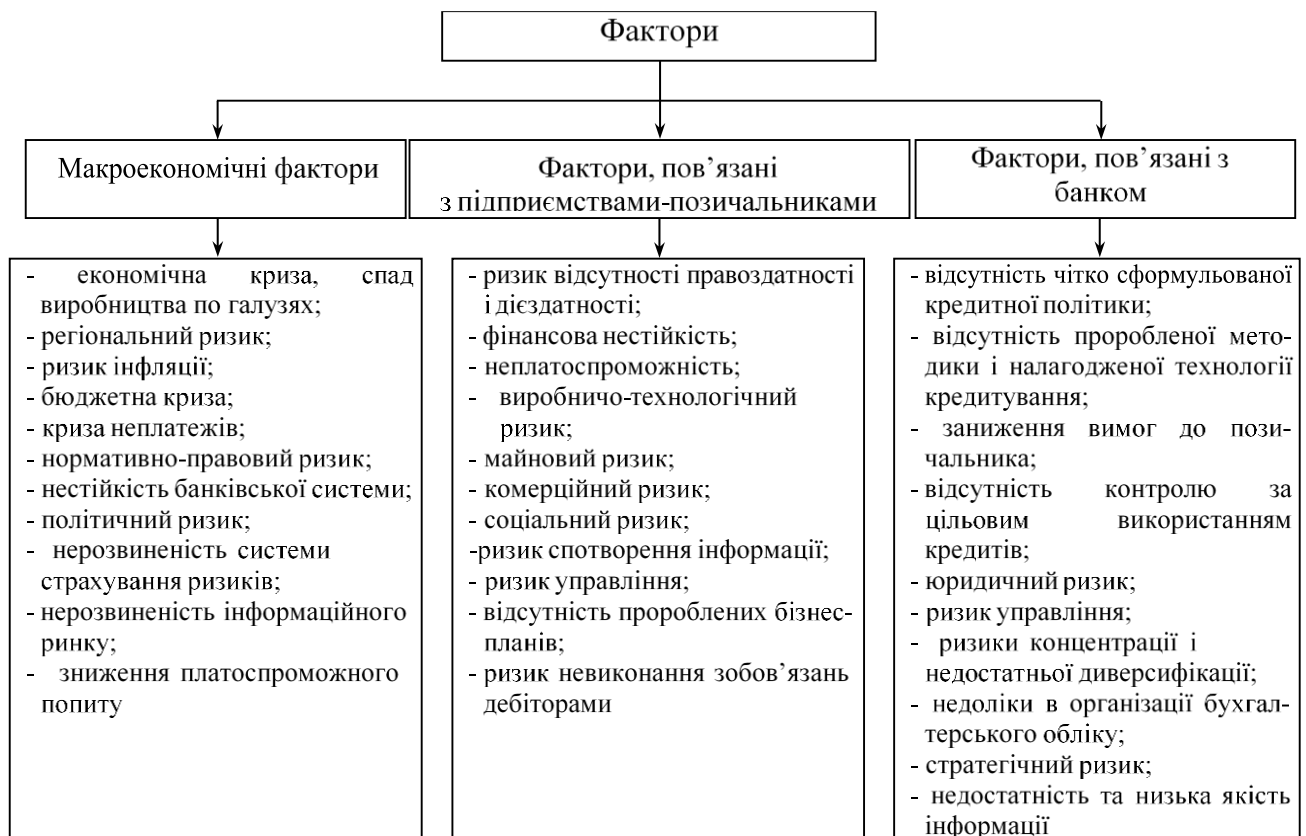 Фактори
Макроекономічні фактори
Фактори, пов’язані
з підприємствами-позичальниками
Фактори, пов’язані з
банком
- економічна криза, спад
виробництва по галузях;
- регіональний ризик;
- ризик інфляції;
- бюджетна криза;
- криза неплатежів;
- нормативно-правовий ризик;
- нестійкість банківської системи;
- політичний ризик;
- нерозвиненість системи
страхування ризиків;
- нерозвиненість інформаційного
ринку;
- зниження платоспроможного
попиту
- ризик відсутності правоздатності
і дієздатності;
- фінансова нестійкість;
- неплатоспроможність;
- виробничо-технологічний
ризик;
- майновий ризик;
- комерційний ризик;
- соціальний ризик;
-ризик спотворення інформації;
- ризик управління;
- відсутність пророблених бізнес-
планів;
- ризик невиконання зобов’язань
дебіторами
- відсутність чітко сформульованої
кредитної політики;
- відсутність проробленої мето-
дики і налагодженої технології
кредитування;
- заниження вимог до пози-
чальника;
- відсутність контролю за
цільовим використанням
кредитів;
- юридичний ризик;
- ризик управління;
- ризики концентрації і
недостатньої диверсифікації;
- недоліки в організації бухгал-
терського обліку;
- стратегічний ризик;
- недостатність та низька якість
інформації